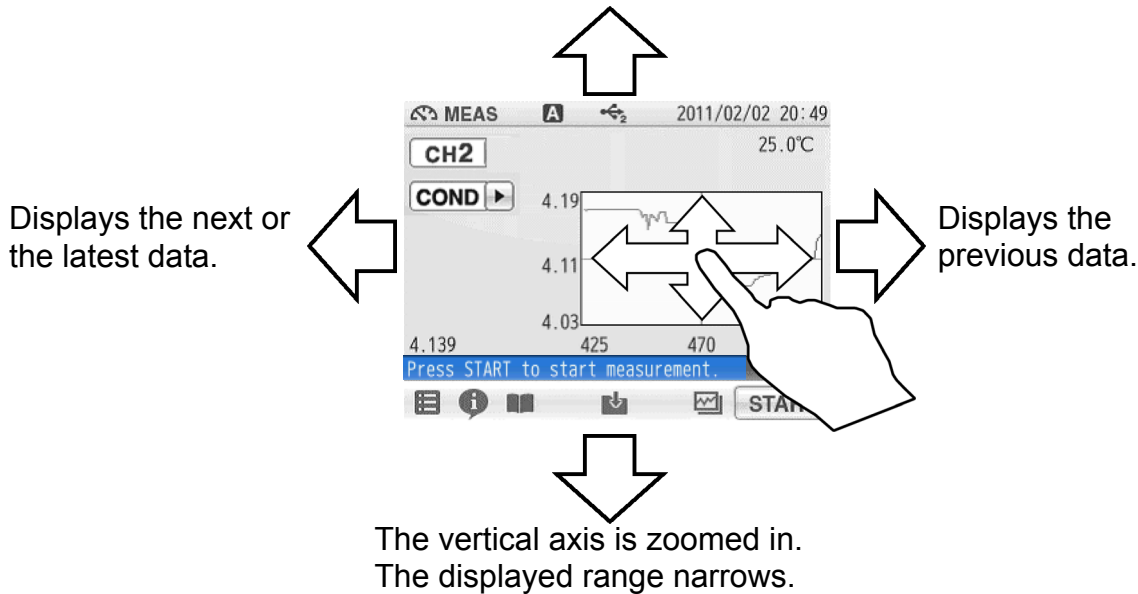 MEAS A 2 2011/02/02 20:49
CH2 25.0℃
COND
4.19
4.11
4.03
4.139 425 470
Press START to start measurement.
Displays the next or
the latest data.
Displays the
previous data.
The vertical axis is zoomed in.
The displayed range narrows.